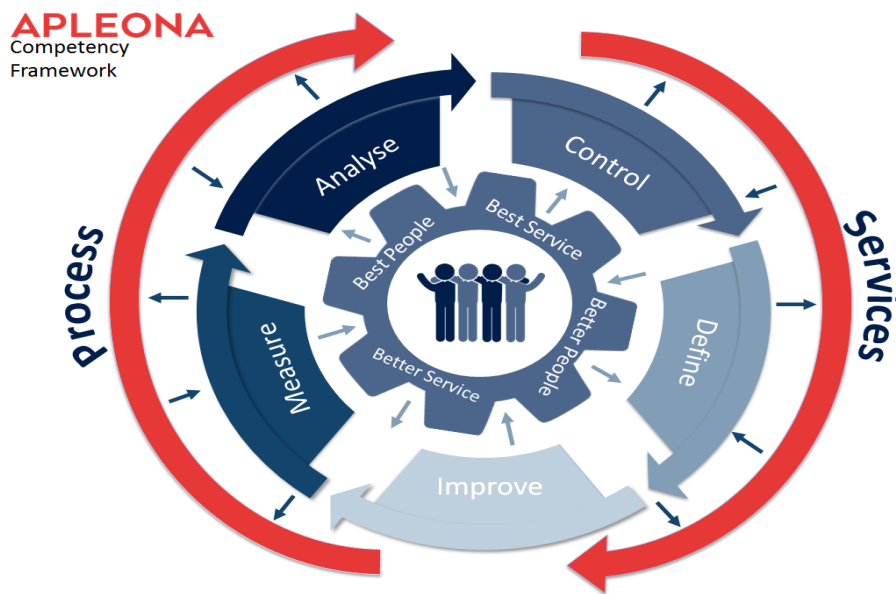 APLEONA
Competency
Framework
Process
Services
Analyse
Control
Define
Improve
Measure
Best People
Best Service
Better People
Better Service